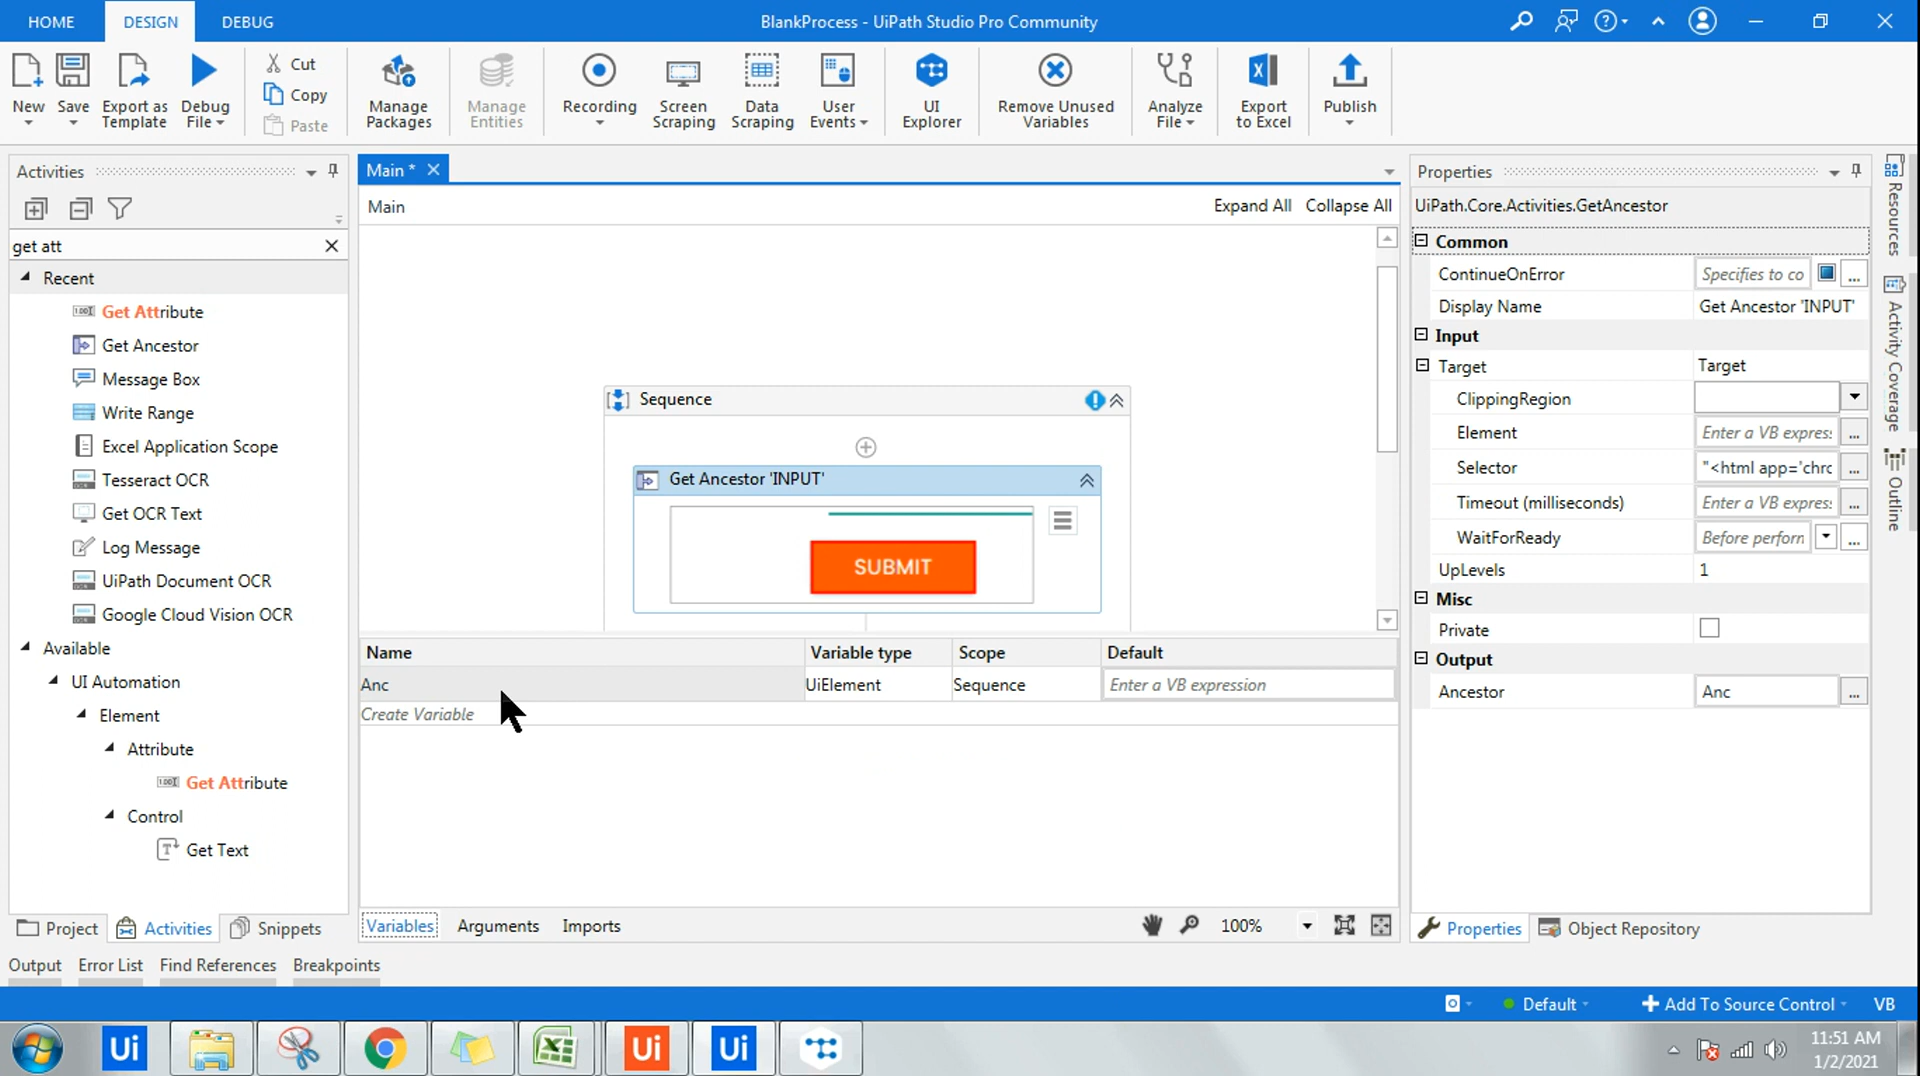 HOME DESIGN DEBUG BlankProcess - UiPath Studio Pro Community
New Save Export as Template Debug File Cut Copy Paste Manage Packages Manage Entities Recording Screen Scraping Data Scraping User Events UI Explorer Remove Unused Variables Analyze File Export to Excel Publish
Activities
get att
Recent
Get Attribute
Get Ancestor
Message Box
Write Range
Excel Application Scope
Tesseract OCR
Get OCR Text
Log Message
UiPath Document OCR
Google Cloud Vision OCR
Available
UI Automation
Element
Attribute
Get Attribute
Control
Get Text
Project Activities Snippets
Main *
Main Expand All Collapse All
Sequence
Get Ancestor 'INPUT'
SUBMIT
Name Variable type Scope Default
Anc UiElement Sequence Enter a VB expression
Create Variable
Variables Arguments Imports 100%
Properties
UiPath.Core.Activities.GetAncestor
Common
ContinueOnError Specifies to co ...
Display Name Get Ancestor 'INPUT'
Input
Target Target
ClippingRegion
Element Enter a VB express ...
Selector "<html app='chrc ...
Timeout (milliseconds) Enter a VB express ...
WaitForReady Before perforn ...
UpLevels 1
Misc
Private
Output
Ancestor Anc ...
Properties Object Repository
Resources
Activity Coverage
Outline
Output Error List Find References Breakpoints
Default Add To Source Control VB
Ui Ui Ui
11:51 AM
1/2/2021